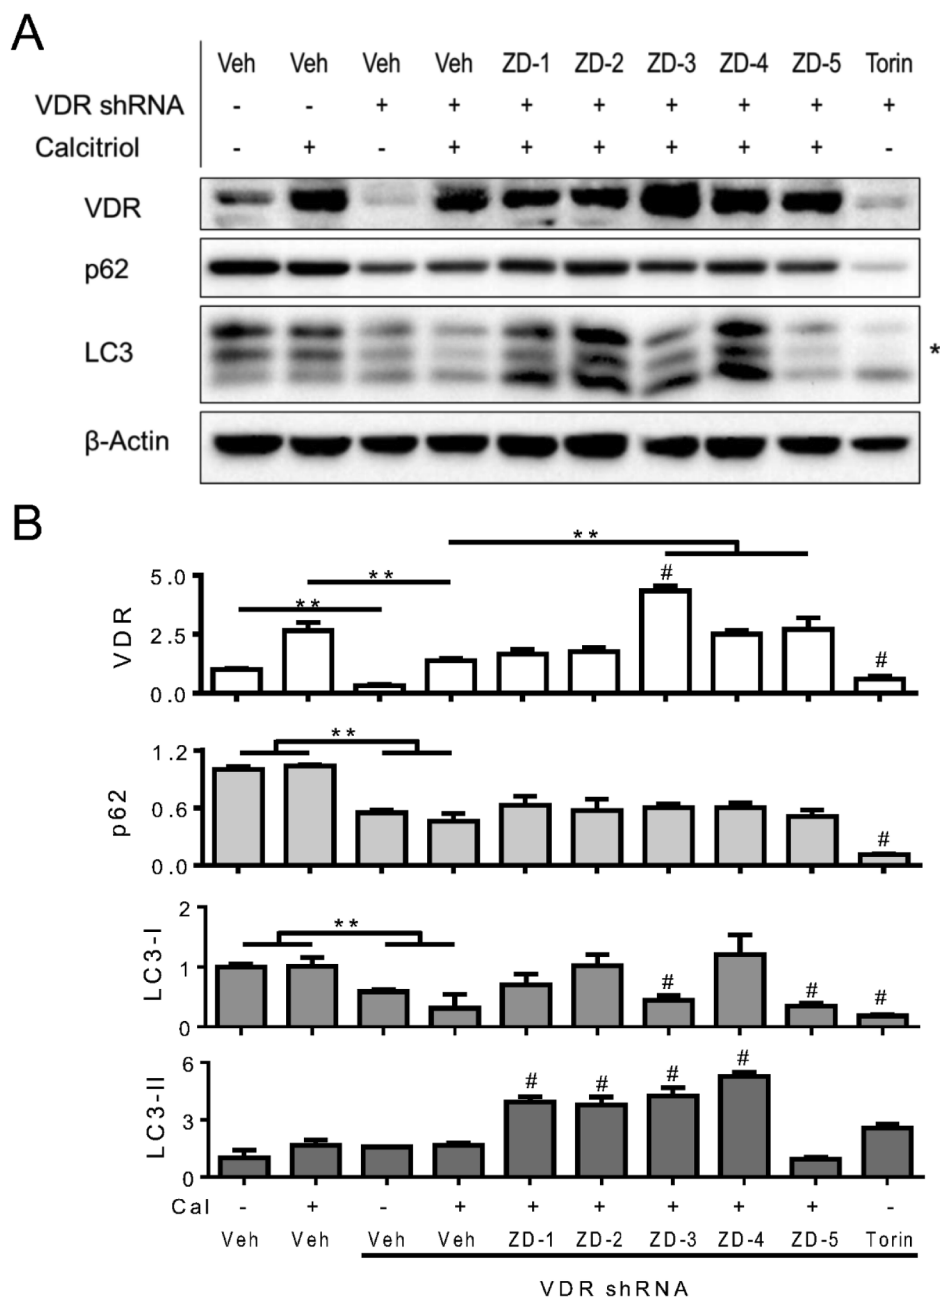 A
Veh Veh Veh Veh ZD-1 ZD-2 ZD-3 ZD-4 ZD-5 Torin
VDR shRNA - - + + + + + + + +
Calcitriol - + - + + + + + + -
VDR
p62
LC3 *
β-Actin
B
**
** #
5.0
**
VDR 2.5
#
0.0
**
1.2
p62 0.6
#
0.0
2
**
LC3-I 1
# # #
0
6
# # # #
LC3-II 3
0
Cal - + - + + + + + + -
Veh Veh Veh Veh ZD-1 ZD-2 ZD-3 ZD-4 ZD-5 Torin
VDR shRNA